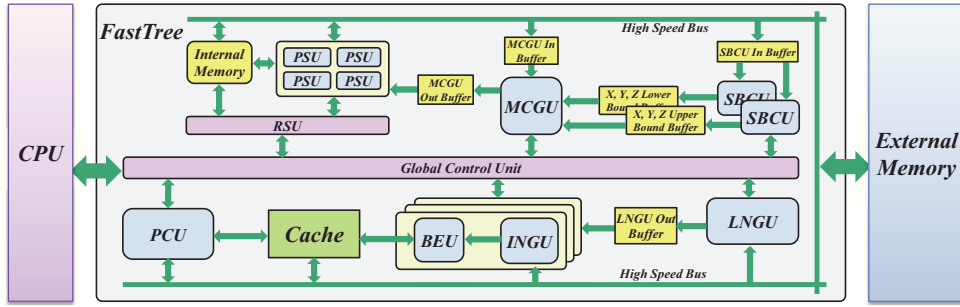 FastTree
High Speed Bus
Internal
Memory
PSU
PSU
PSU
PSU
MCGU In
Buffer
SBCU In
Buffer
MCGU
Out Buffer
MCGU
X, Y, Z Lower
Bound Buffer
X, Y, Z Upper
Bound Buffer
SBCU
SBCU
RSU
CPU
Global Control Unit
External
Memory
PCU
Cache
BEU
INGU
LNGU Out
Buffer
LNGU
High Speed Bus